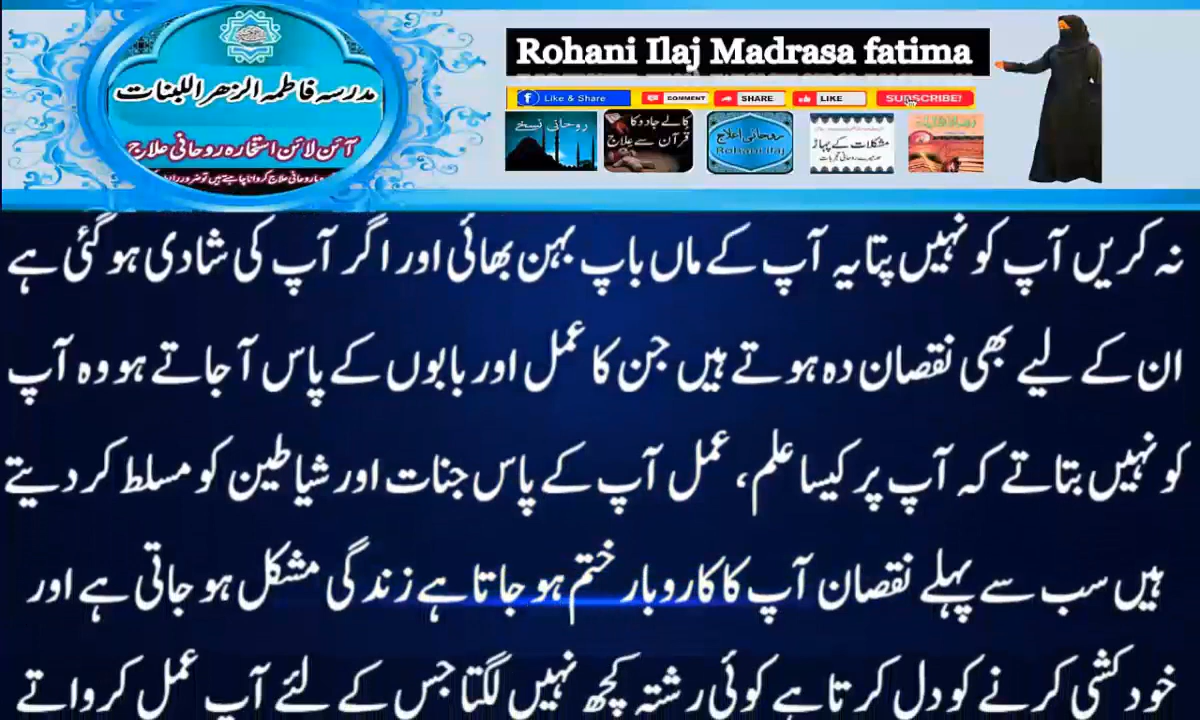 مدرسہ فاطمہ الزھرا للبنات
آئن لائن استخارہ روحانی علاج
Rohani Ilaj Madrasa fatima
Like & Share
COMMENT
SHARE
LIKE
SUBSCRIBE!
روحانی نسخے
کالے جادو کا
قرآن سے علاج
روحانی اعلاج
Rohani ilaj
مشکلات کے پہاڑ
نہ کریں آپ کو نہیں پتا یہ آپ کے ماں باپ بہن بھائی اور اگر آپ کی شادی ہو گئی ہے
ان کے لیے بھی نقصان دہ ہوتے ہیں جن کا عمل اور بابوں کے پاس آ جاتے ہو وہ آپ
کو نہیں بتاتے کہ آپ پر کیسا علم، عمل آپ کے پاس جنات اور شیاطین کو مسلط کر دیتے
ہیں سب سے پہلے نقصان آپ کا کاروبار ختم ہو جاتا ہے زندگی مشکل ہو جاتی ہے اور
خودکشی کرنے کو دل کرتا ہے کوئی رشتہ کچھ نہیں لگتا جس کے لئے آپ عمل کرواتے